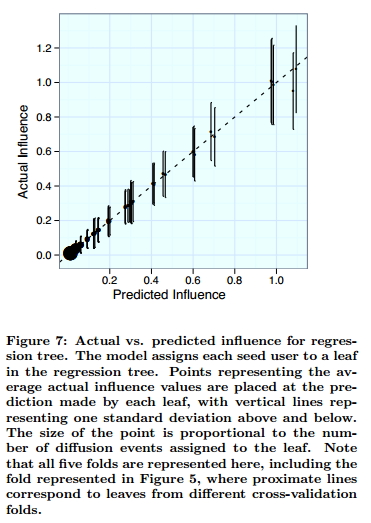 1.2
1.0
0.8
0.6
0.4
0.2
0.0
Actual Influence
0.2 0.4 0.6 0.8 1.0
Predicted Influence
Figure 7: Actual vs. predicted influence for regres-
sion tree. The model assigns each seed user to a leaf
in the regression tree. Points representing the av-
erage actual influence values are placed at the pre-
diction made by each leaf, with vertical lines rep-
resenting one standard deviation above and below.
The size of the point is proportional to the num-
ber of diffusion events assigned to the leaf. Note
that all five folds are represented here, including the
fold represented in Figure 5, where proximate lines
correspond to leaves from different cross-validation
folds.